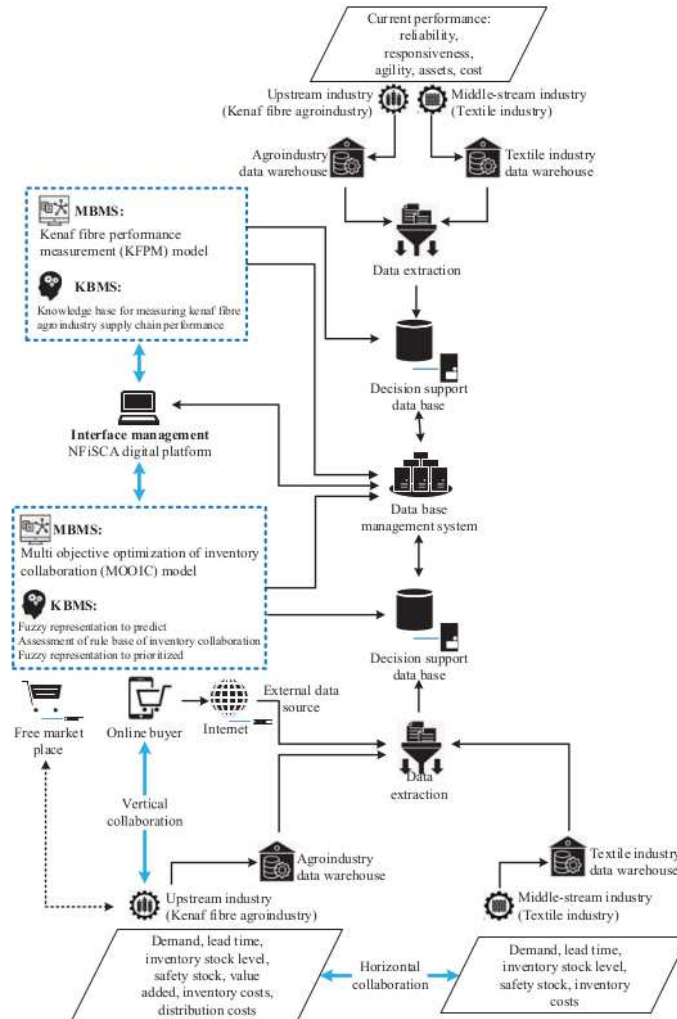 Current performance:
reliability,
responsiveness,
agility, assets, cost
Upstream industry
(Kenaf fibre agroindustry)
Middle-stream industry
(Textile industry)
Agroindustry
data warehouse
Textile industry
data warehouse
Data extraction
MBMS:
Kenaf fibre performance
measurement (KFPM) model
KBMS:
Knowledge base for measuring kenaf fibre
agro industry supply chain performance
Decision support
data base
Interface management
NFiSCA digital platform
Data base
management system
MBMS:
Multi objective optimization of inventory
collaboration (MOOIC) model
KBMS:
Fuzzy representation to predict
Assessment of rule base of inventory collaboration
Fuzzy representation to prioritized
Decision support
data base
Free market
place
Online buyer
Internet
External data
source
Data
extraction
Vertical
collaboration
Agroindustry
data warehouse
Textile industry
data warehouse
Upstream industry
(Kenaf fibre agroindustry)
Middle-stream industry
(Textile industry)
Demand, lead time,
inventory stock level,
safety stock, value
added, inventory costs,
distribution costs
Horizontal
collaboration
Demand, lead time,
inventory stock level,
safety stock, inventory
costs